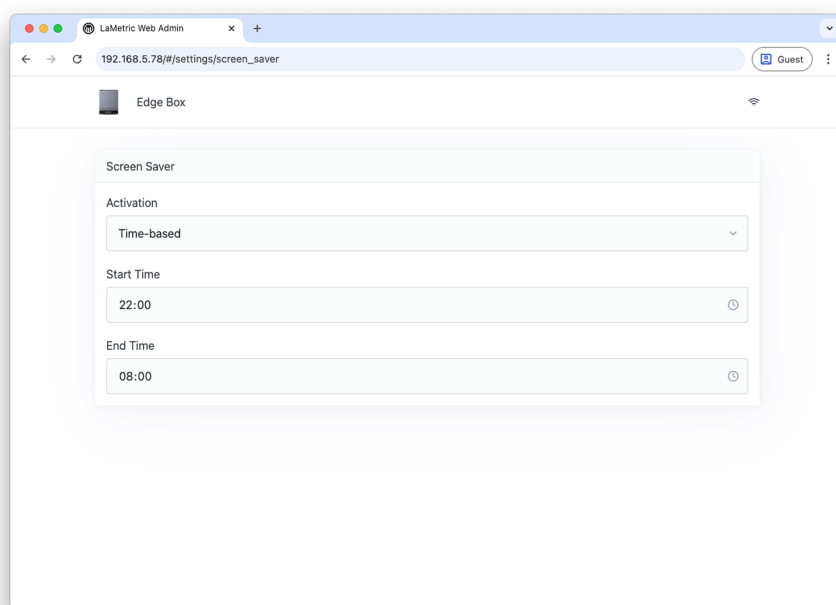 LaMetric Web Admin
192.168.5.78/#/settings/screen_saver
Guest
Edge Box
Screen Saver
Activation
Time-based
Start Time
22:00
End Time
08:00